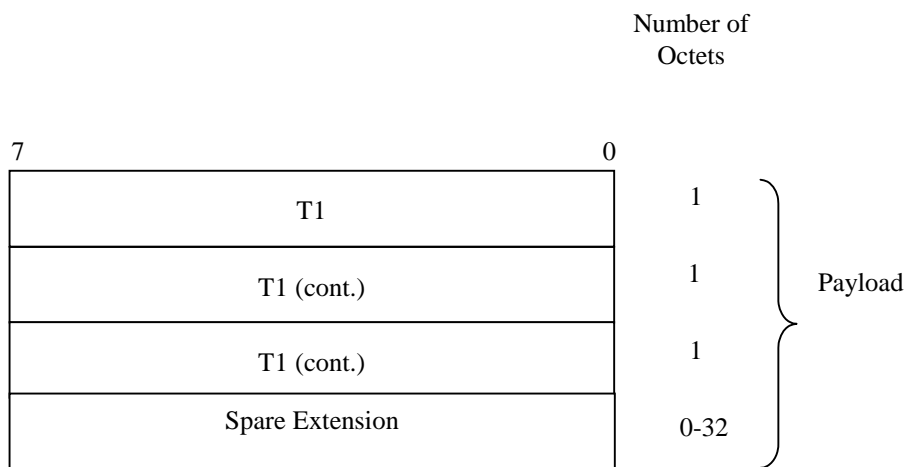 Number of
Octets
7 0
T1 1
T1 (cont.) 1
Payload
T1 (cont.) 1
Spare Extension 0-32